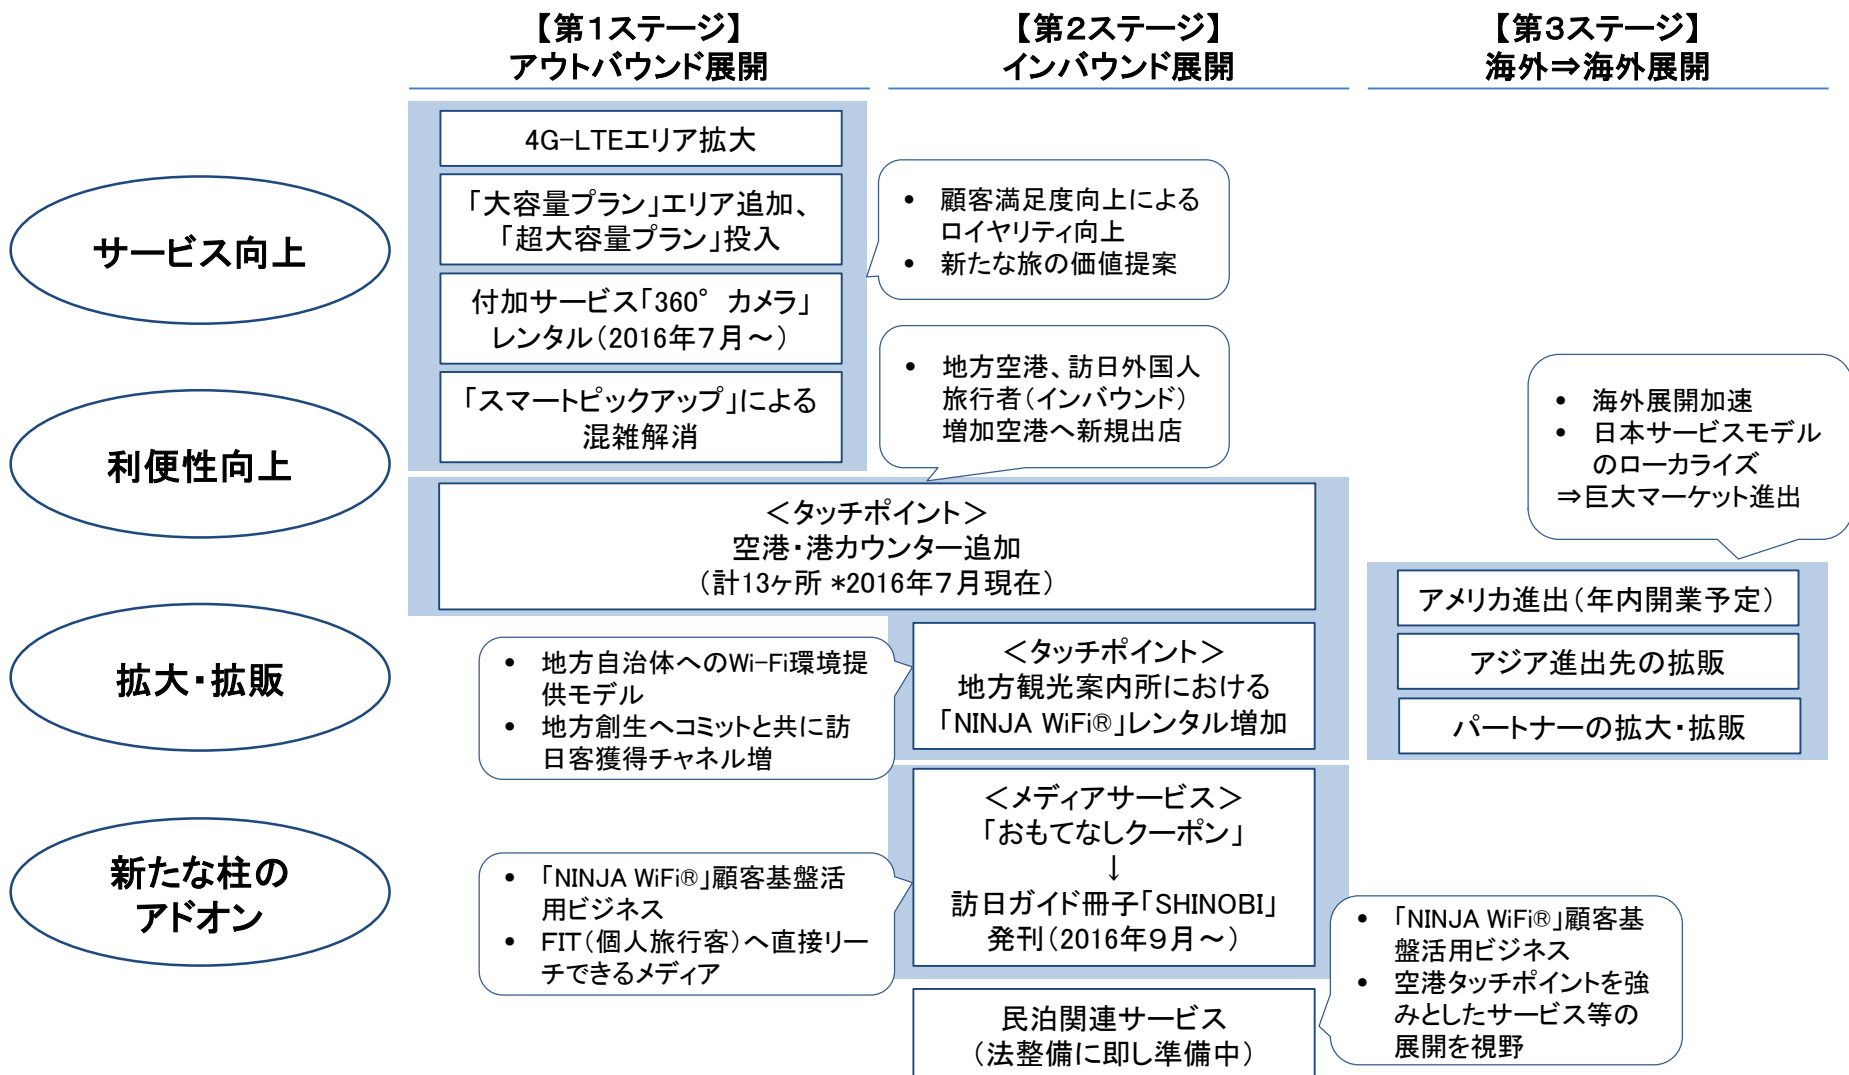 【第1ステージ】
アウトバウンド展開
【第2ステージ】
インバウンド展開
【第3ステージ】
海外⇒海外展開
サービス向上
利便性向上
拡大・拡販
新たな柱の
アドオン
4G-LTEエリア拡大
「大容量プラン」エリア追加、
「超大容量プラン」投入
付加サービス「360°カメラ」
レンタル（2016年７月～）
「スマートピックアップ」による
混雑解消
• 顧客満足度向上による
ロイヤリティ向上
• 新たな旅の価値提案
• 地方空港、訪日外国人
旅行者（インバウンド）
増加空港へ新規出店
＜タッチポイント＞
空港・港カウンター追加
（計13ヶ所 *2016年７月現在）
• 地方自治体へのWi-Fi環境提
供モデル
• 地方創生へコミットと共に訪
日客獲得チャネル増
＜タッチポイント＞
地方観光案内所における
「NINJA WiFi®」レンタル増加
• 「NINJA WiFi®」顧客基盤活
用ビジネス
• FIT（個人旅行客）へ直接リー
チできるメディア
＜メディアサービス＞
「おもてなしクーポン」
↓
訪日ガイド冊子「SHINOBI」
発刊（2016年９月～）
民泊関連サービス
（法整備に即し準備中）
• 「NINJA WiFi®」顧客基
盤活用ビジネス
• 空港タッチポイントを強
みとしたサービス等の
展開を視野
• 海外展開加速
• 日本サービスモデル
のローカライズ
⇒巨大マーケット進出
アメリカ進出（年内開業予定）
アジア進出先の拡販
パートナーの拡大・拡販